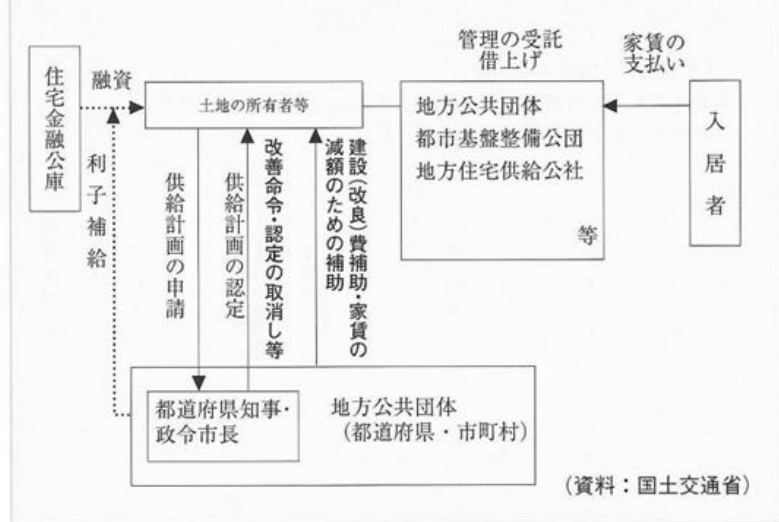 管理の受託
借上げ
家賃の
支払い
住宅金融公庫
融資
土地の所有者等
地方公共団体
都市基盤整備公団
地方住宅供給公社
等
入居者
利子補給
供給計画の申請
供給計画の認定
改善命令・認定の取消し等
建設(改良)費補助・家賃の
減額のための補助
都道府県知事・
政令市長
地方公共団体
(都道府県・市町村)
(資料:国土交通省)